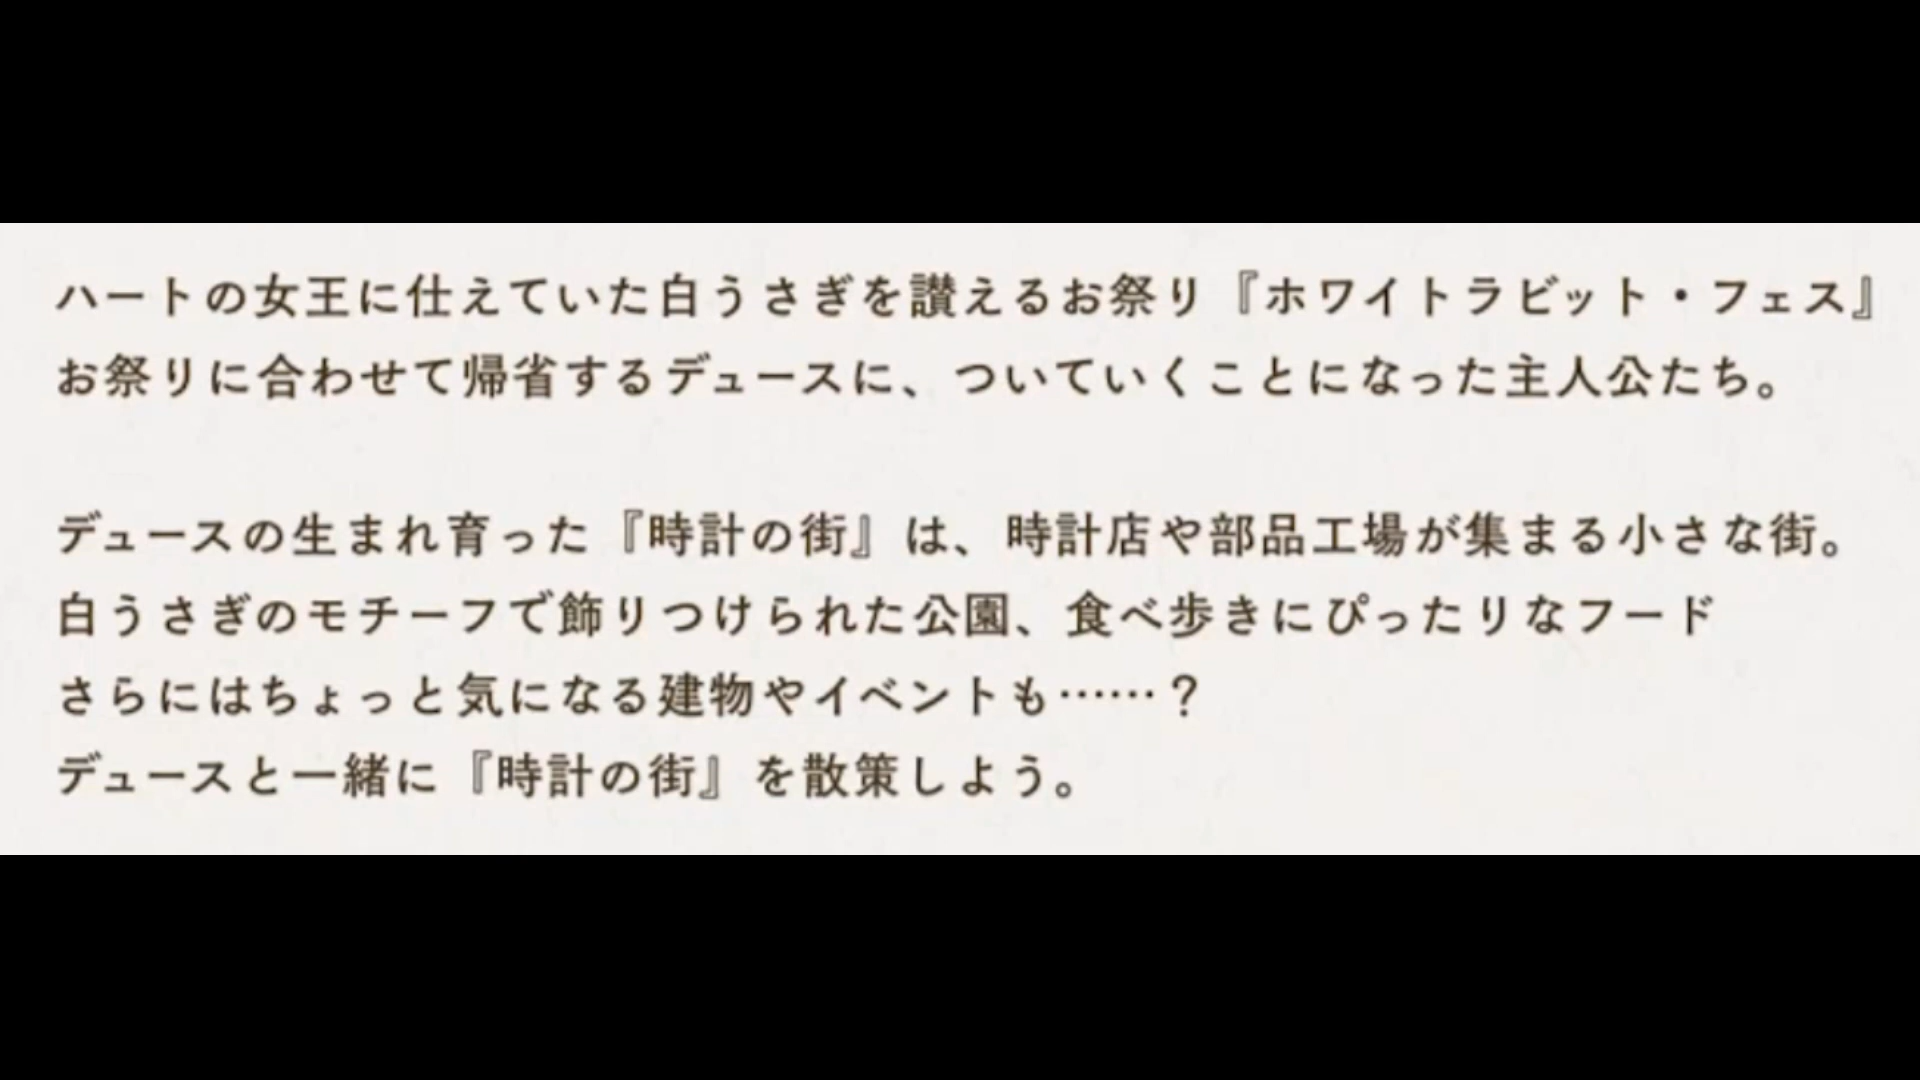 ハートの女王に仕えていた白うさぎを讃えるお祭り『ホワイトラビット・フェス』
お祭りに合わせて帰省するデュースに、ついていくことになった主人公たち。
デュースの生まれ育った『時計の街』は、時計店や部品工場が集まる小さな街。
白うさぎのモチーフで飾りつけられた公園、食べ歩きにぴったりなフード
さらにはちょっと気になる建物やイベントも……？
デュースと一緒に『時計の街』を散策しよう。